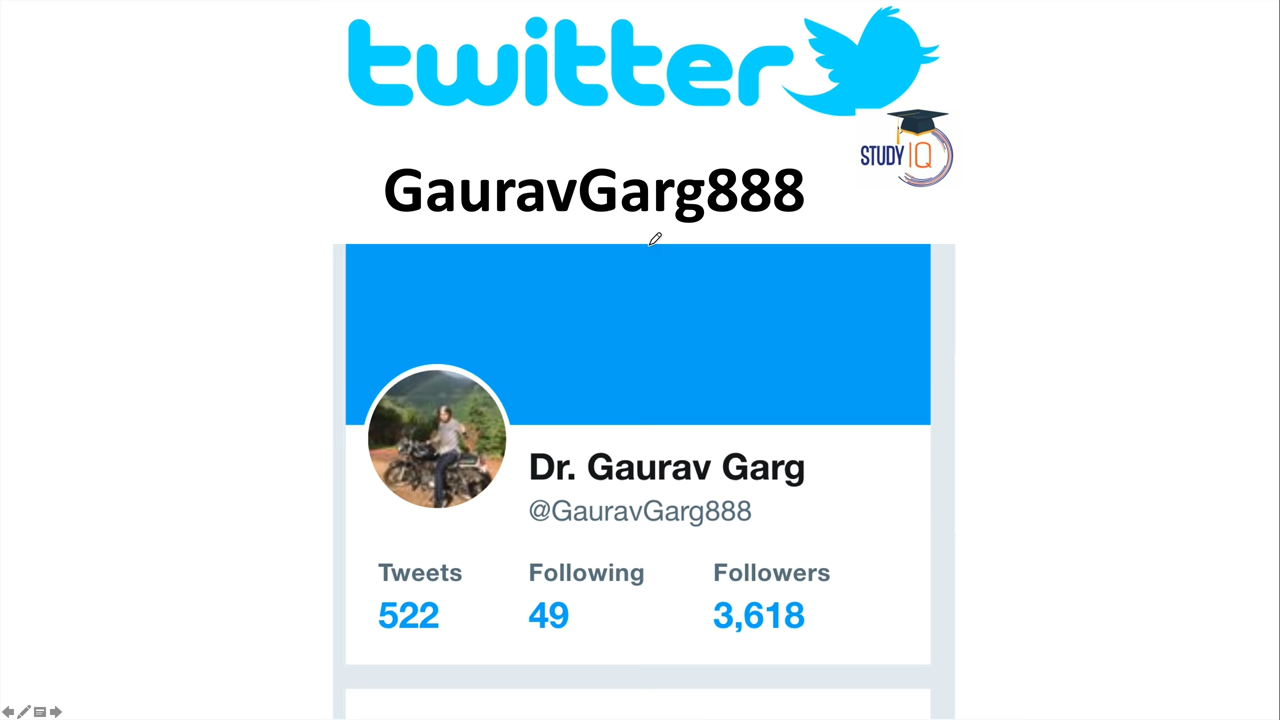 twitter
STUDY IQ
GauravGarg888
Dr. Gaurav Garg
@GauravGarg888
Tweets Following Followers
522 49 3,618